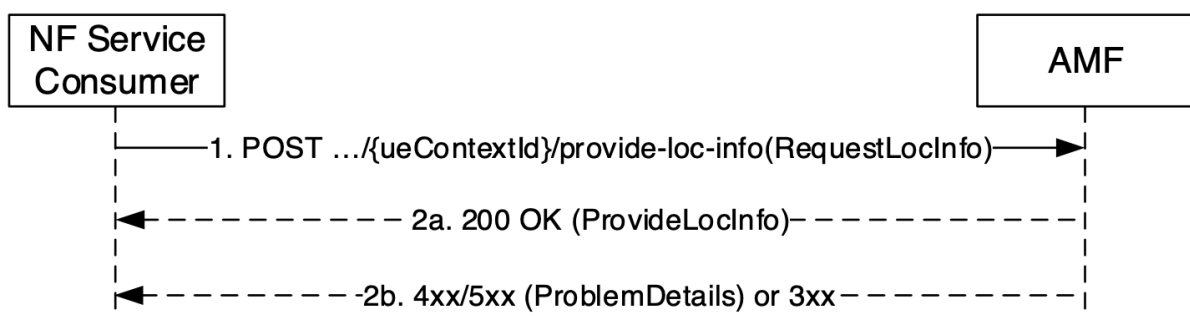 NF Service
Consumer
AMF
1. POST …/{ueContextId}/provide-loc-info(RequestLocInfo)
2a. 200 OK (ProvideLocInfo)
2b. 4xx/5xx (ProblemDetails) or 3xx